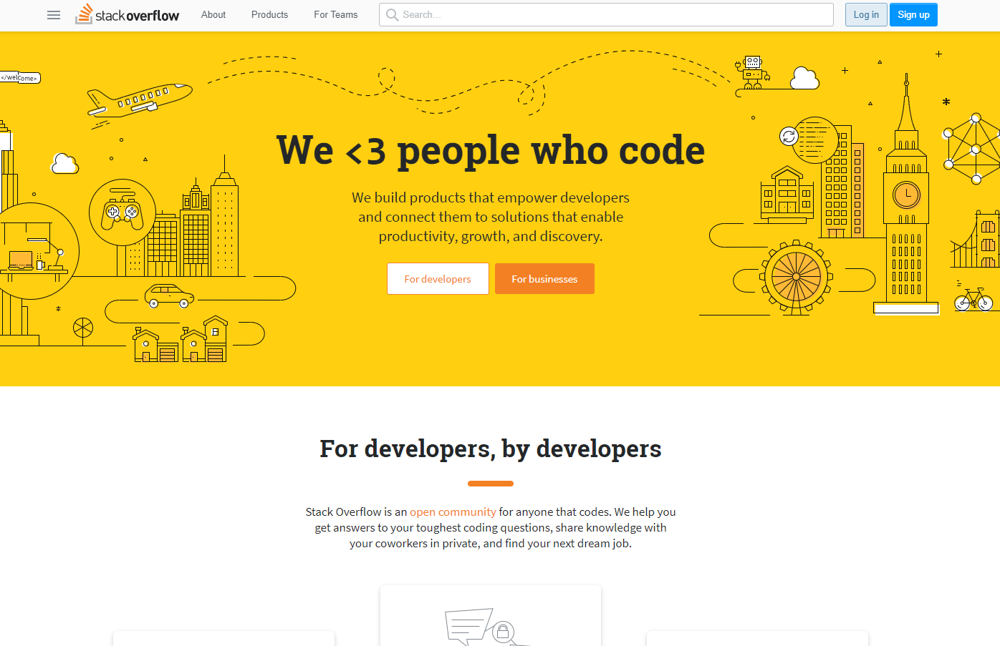 stackoverflow
About
Products
For Teams
Search...
Log in
Sign up
</welcome>
We <3 people who code
We build products that empower developers
and connect them to solutions that enable
productivity, growth, and discovery.
For developers
For businesses
For developers, by developers
Stack Overflow is an open community for anyone that codes. We help you
get answers to your toughest coding questions, share knowledge with
your coworkers in private, and find your next dream job.